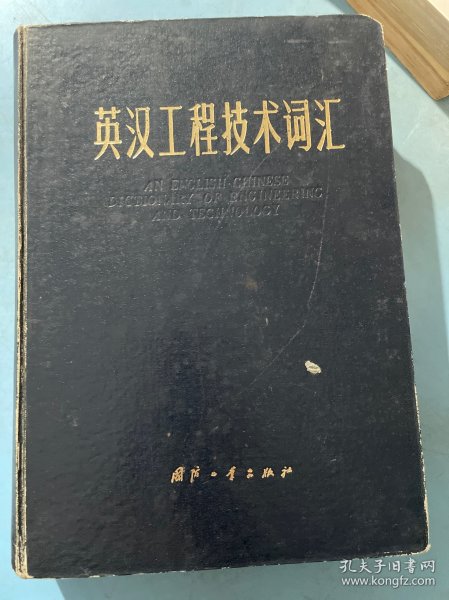 英汉工程技术词汇
AN ENGLISH-CHINESE
DICTIONARY OF ENGINEERING
AND TECHNOLOGY
国防工业出版社
孔夫子旧书网
www.kongfz.com